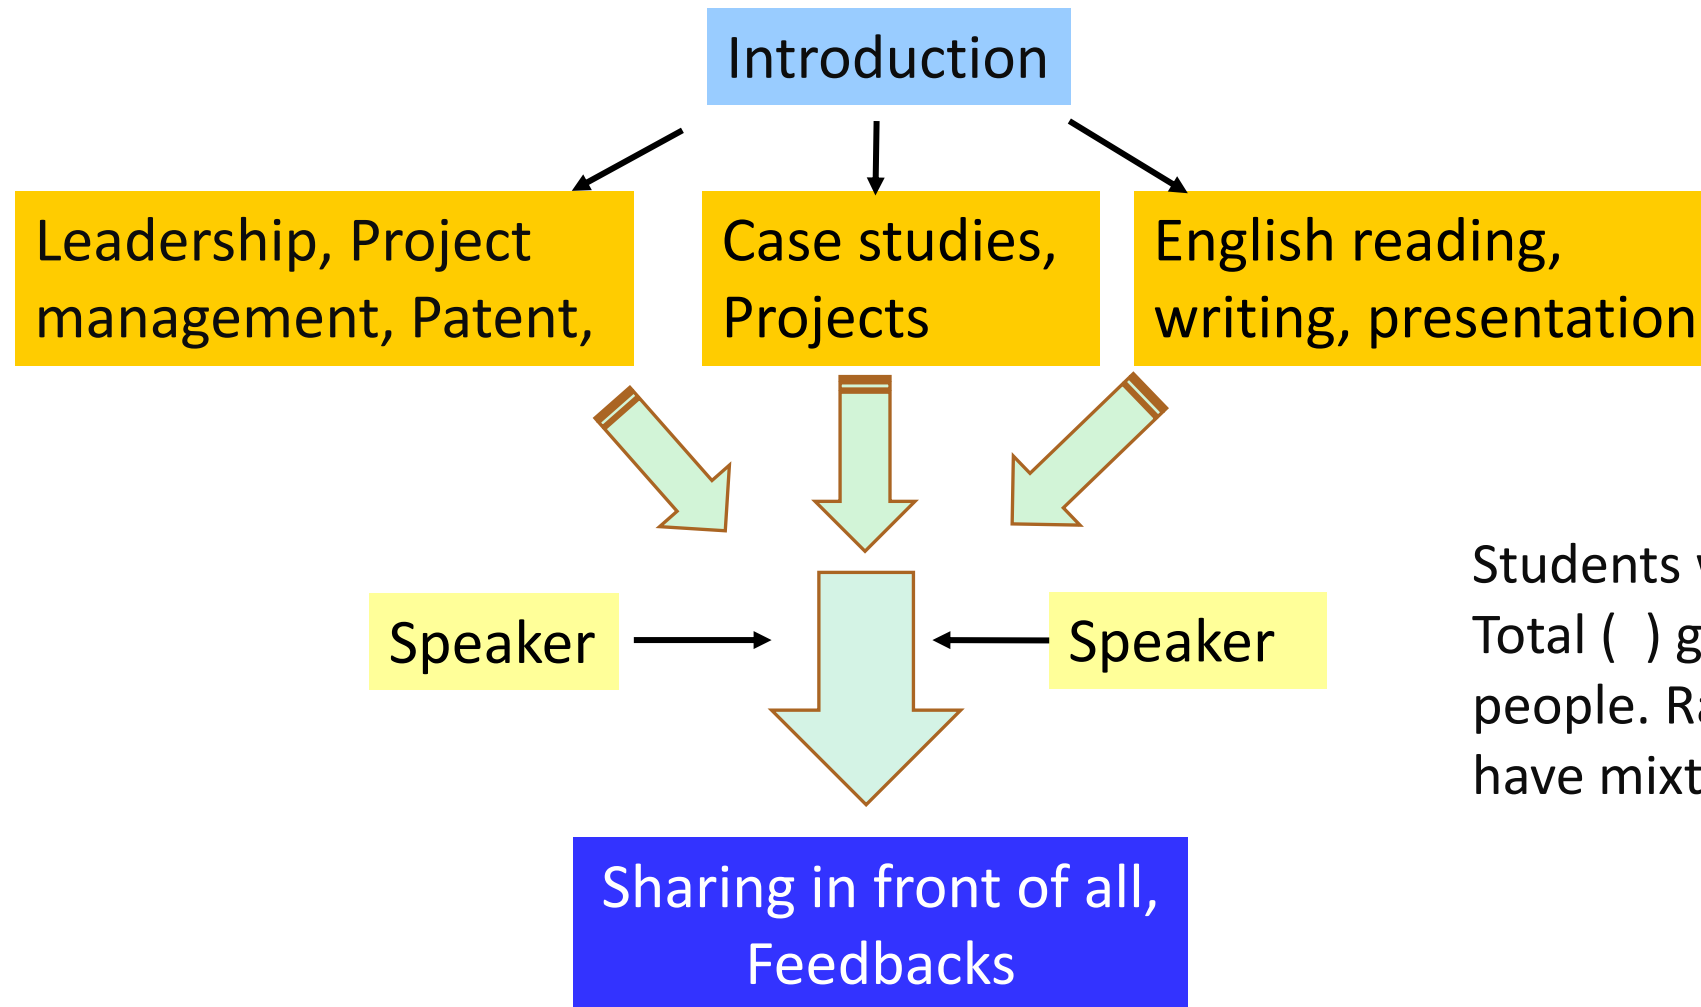 Introduction
Leadership, Project
management, Patent,
Case studies,
Projects
English reading,
writing, presentation
Speaker
Speaker
Students
Total (  )
people.
have
Sharing in front of all,
Feedbacks